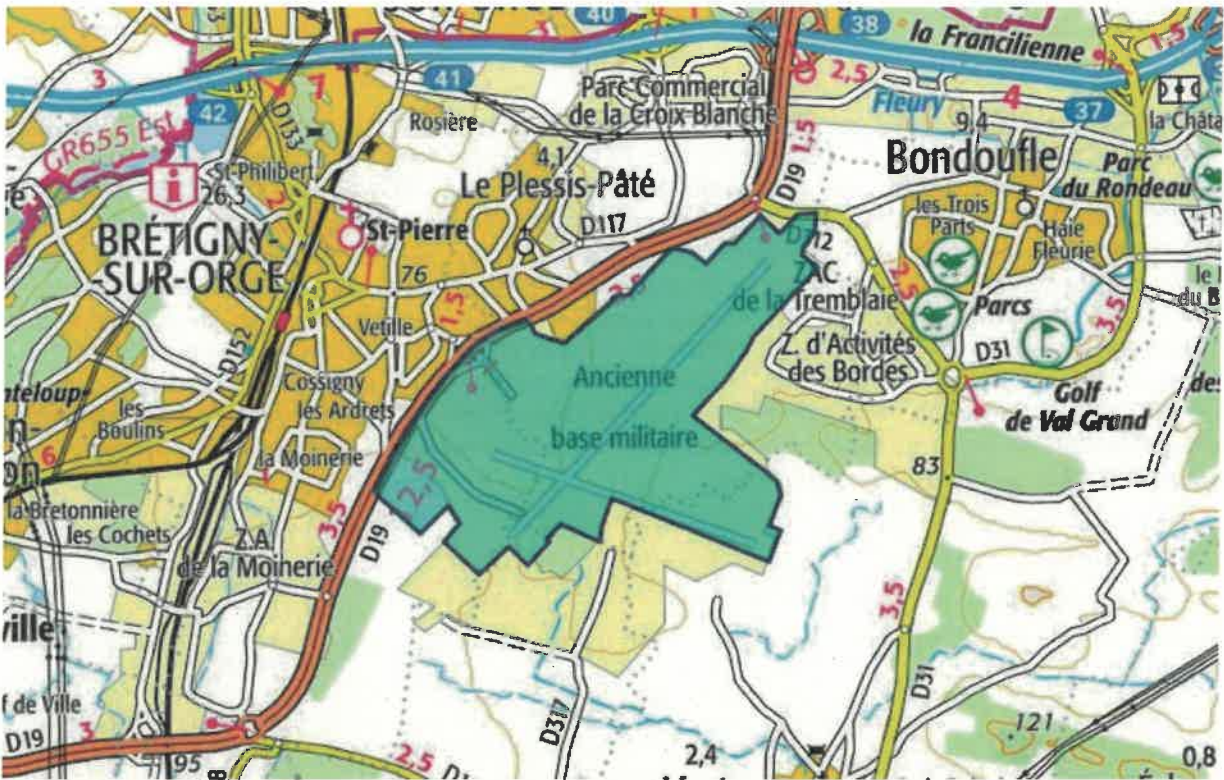 40
38
la Francilienne
1,5
3
42
D133
7
41
Rosière
Parc Commercial
de la Croix Blanche
1,5
D19
2,5
Fleury
4
9,4
37
la Châta
GR655 Est
i
26,3
St-Philibert
2
4,1
Le Plessis-Pâté
Bondoufle
Parc
du Rondeau
les Trois
Parts
Haie
Fleurie
BRÉTIGNY-
-SUR-ORGE
St-Pierre
D117
76
Vetille
1,5
ZAC
de la Tremblaie
2,5
Parcs
3,5
le
du B
D152
Z. d'Activités
des Bordes
D31
Golf
de Val Grand
des
Ancienne
base militaire
nteloup-
les
Boulins
Cossigny
les Ardrets
la Moinerie
n-
on
6
83
2,5
la Bretonnière
les Cochets
Z.A.
de la Moinerie
3,5
D19
3,5
ville
f de Ville
D19
3
95
2,5
D317
D31
121
2,4
0,8